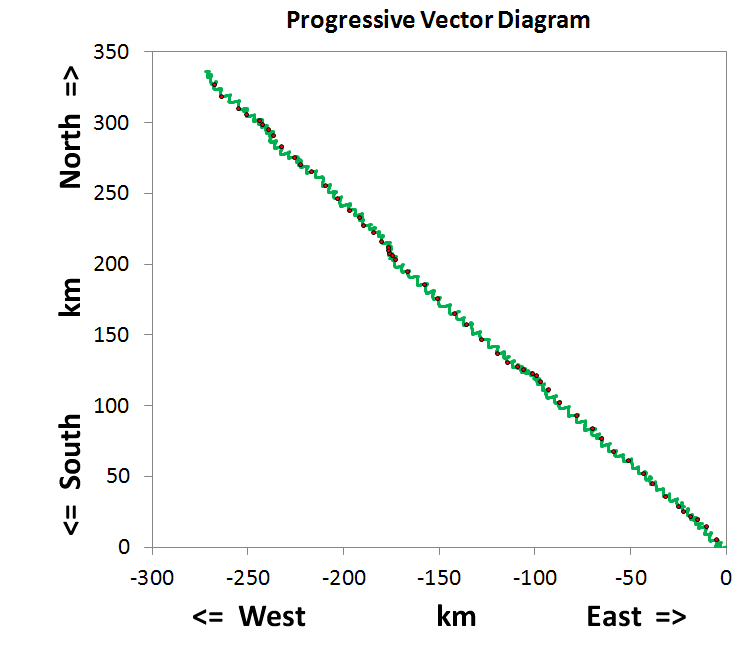 Progressive Vector Diagram
350
300
250
200
150
100
50
0
<= South km North =>
-300 -250 -200 -150 -100 -50 0
<= West km East =>